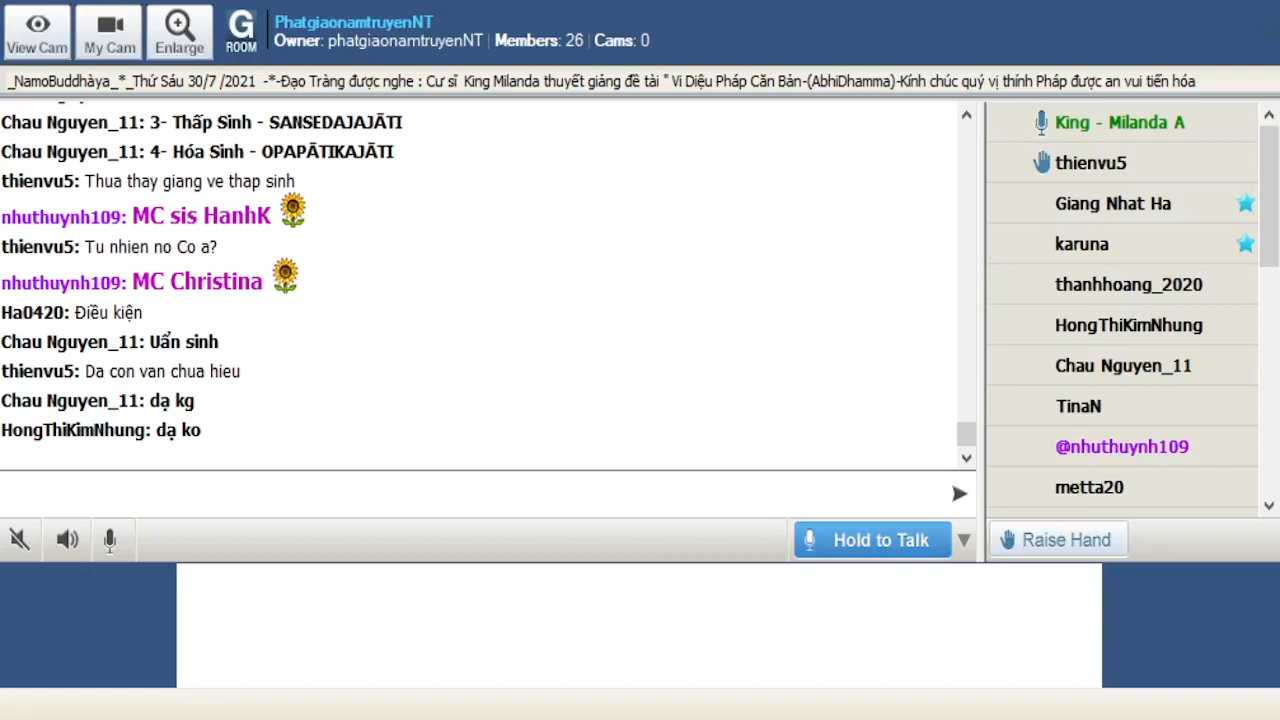 View Cam
My Cam
Enlarge
G
ROOM
PhatgiaonamtruyenNT
Owner: phatgiaonamtruyenNT | Members: 26 | Cams: 0
_NamoBuddhàya_*_Thứ Sáu 30/7 /2021 -*-Đạo Tràng được nghe : Cư sĩ King Milanda thuyết giảng đề tài " Vi Diệu Pháp Căn Bản-(AbhiDhamma)-Kính chúc quý vị thính Pháp được an vui tiến hóa
Chau Nguyen_11: 3- Thấp Sinh - SANSEDAJAJĀTI
Chau Nguyen_11: 4- Hóa Sinh - OPAPĀTIKAJĀTI
thienvu5: Thua thay giang ve thap sinh
nhuthuynh109: MC sis HanhK
thienvu5: Tu nhien no Co a?
nhuthuynh109: MC Christina
Ha0420: Điều kiện
Chau Nguyen_11: Uẩn sinh
thienvu5: Da con van chua hieu
Chau Nguyen_11: dạ kg
HongThiKimNhung: dạ ko
King - Milanda A
thienvu5
Giang Nhat Ha
karuna
thanhhoang_2020
HongThiKimNhung
Chau Nguyen_11
TinaN
@nhuthuynh109
metta20
Hold to Talk
Raise Hand